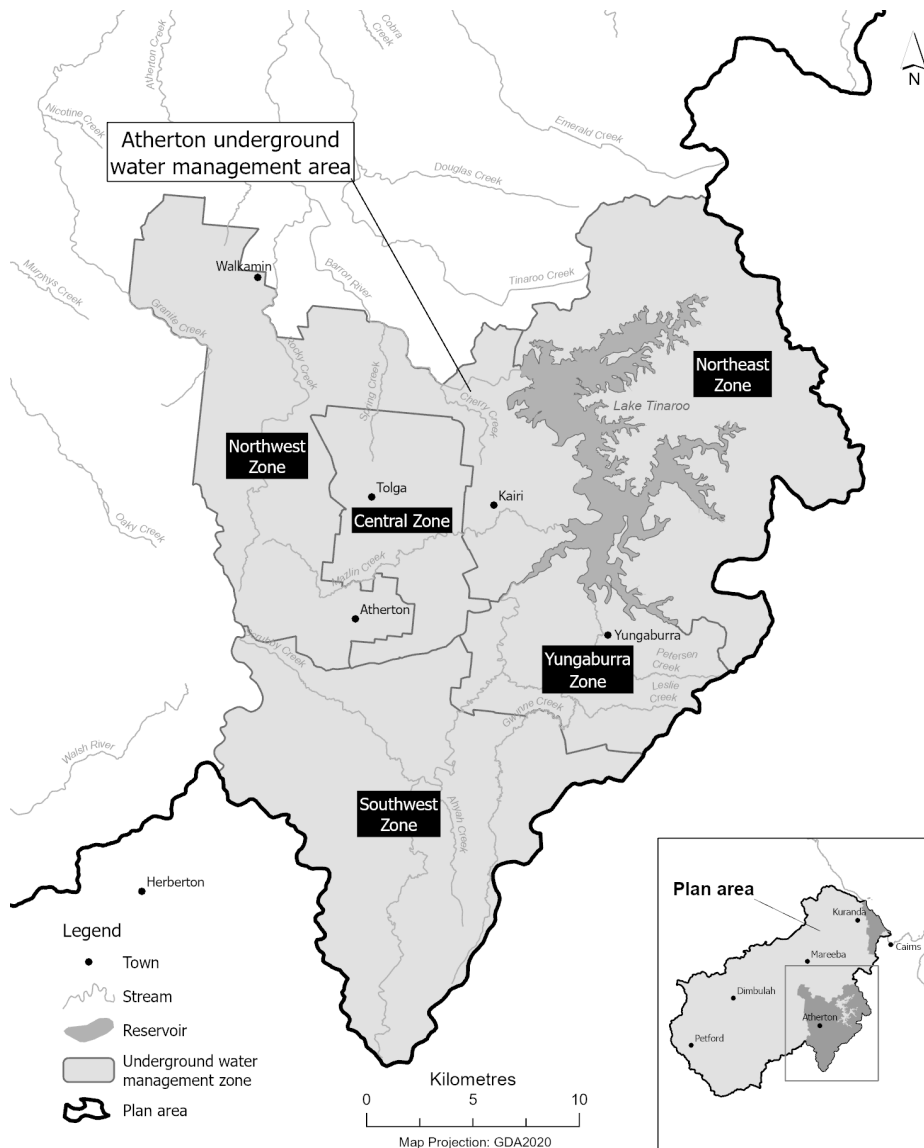 Cobra
Creek
Atherton Creek
N
Nicotine Creek
Emerald Creek
Atherton underground
water management area
Douglas Creek
Walkamin
Murphys Creek
Barron River
Tinaroo Creek
Granite Creek
Rocky Creek
Northeast
Zone
Spring Creek
Cherry Creek
Lake Tinaroo
Northwest
Zone
Tolga
Kairi
Central Zone
Oaky Creek
Mazlin Creek
Atherton
Yungaburra
Scrubby Creek
Petersen
Creek
Yungaburra
Zone
Leslie
Creek
Gwynne Creek
Walsh River
Southwest
Zone
Ahyah Creek
Herberton
Legend
Town
Stream
Reservoir
Underground water
management zone
Plan area
Kilometres
0
5
10
Map Projection: GDA2020
Plan area
Kuranda
Cairns
Mareeba
Dimbulah
Atherton
Petford